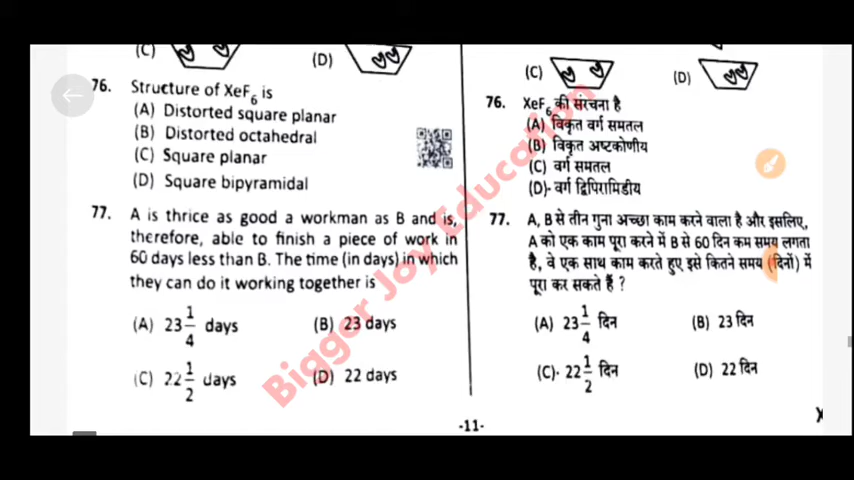 (C)
(D)
76. Structure of XeF6 is
(A) Distorted square planar
(B) Distorted octahedral
(C) Square planar
(D) Square bipyramidal
77. A is thrice as good a workman as B and is,
therefore, able to finish a piece of work in
60 days less than B. The time (in days) in which
they can do it working together is
(A) 23 1/4 days (B) 23 days
(C) 22 1/2 days (D) 22 days
(C)
(D)
76. XeF6 की संरचना है
(A) विकृत वर्ग समतल
(B) विकृत अष्टकोणीय
(C) वर्ग समतल
(D) वर्ग द्विपिरामिडीय
77. A, B से तीन गुना अच्छा काम करने वाला है और इसलिए,
A को एक काम पूरा करने में B से 60 दिन कम समय लगता
है, वे एक साथ काम करते हुए इसे कितने समय (दिनों) में
पूरा कर सकते हैं ?
(A) 23 1/4 दिन (B) 23 दिन
(C) 22 1/2 दिन (D) 22 दिन
-11-
X
Bigger Joy Education